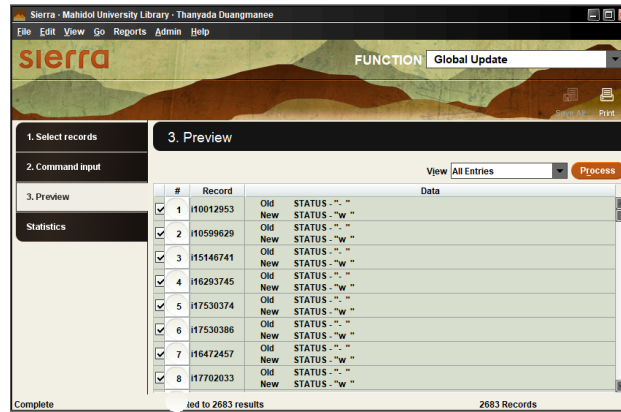 Sierra · Mahidol University Library · Thanyada Duangmanee
File Edit View Go Reports Admin Help
sierra
FUNCTION Global Update
Save All Print
1. Select records
3. Preview
2. Command input
View All Entries Process
3. Preview
# Record Data
Statistics
1 i10012953 Old STATUS - "- "
New STATUS - "w "
2 i10599629 Old STATUS - "- "
New STATUS - "w "
3 i15146741 Old STATUS - "- "
New STATUS - "w "
4 i16293745 Old STATUS - "- "
New STATUS - "w "
5 i17530374 Old STATUS - "- "
New STATUS - "w "
6 i17530386 Old STATUS - "- "
New STATUS - "w "
7 i16472457 Old STATUS - "- "
New STATUS - "w "
8 i17702033 Old STATUS - "- "
New STATUS - "w "
Complete ed to 2683 results 2683 Records